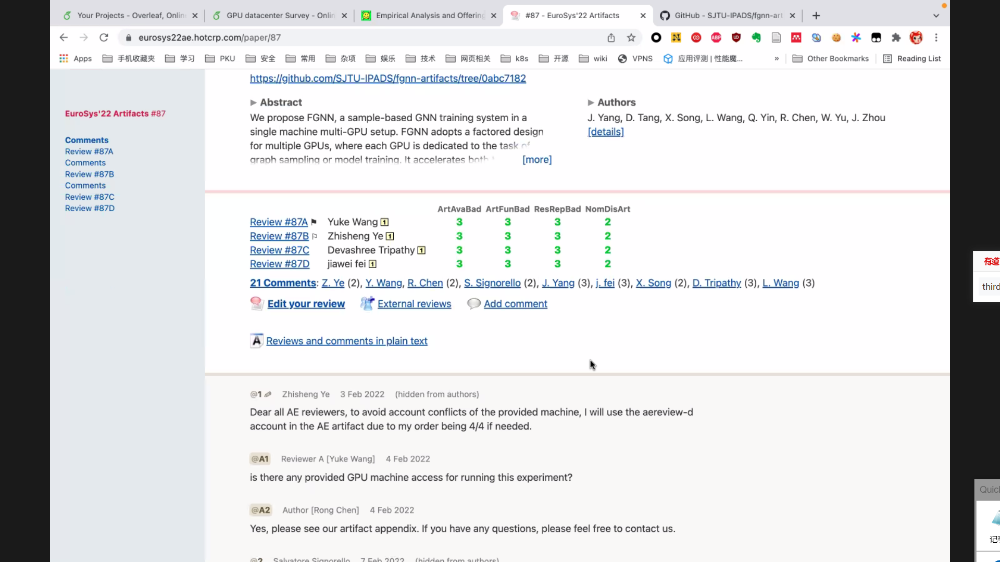 Your Projects - Overleaf, Onlin
GPU datacenter Survey - Onlin
Empirical Analysis and Offering
#87 - EuroSys'22 Artifacts
GitHub - SJTU-IPADS/fgnn-art
eurosys22ae.hotcrp.com/paper/87
ABP
Apps
手机收藏夹
学习
PKU
安全
常用
杂项
娱乐
技术
网页相关
k8s
开源
wiki
VPNS
应用评测 | 性能魔...
»
Other Bookmarks
Reading List
EuroSys'22 Artifacts #87
Comments
Review #87A
Comments
Review #87B
Comments
Review #87C
Review #87D
https://github.com/SJTU-IPADS/fgnn-artifacts/tree/0abc7182
▶ Abstract
We propose FGNN, a sample-based GNN training system in a
single machine multi-GPU setup. FGNN adopts a factored design
for multiple GPUs, where each GPU is dedicated to the task of
graph sampling or model training. It accelerates both [more]
▶ Authors
J. Yang, D. Tang, X. Song, L. Wang, Q. Yin, R. Chen, W. Yu, J. Zhou
[details]
ArtAvaBad ArtFunBad ResRepBad NomDisArt
Review #87A Yuke Wang 1 3 3 3 2
Review #87B Zhisheng Ye 1 3 3 3 2
Review #87C Devashree Tripathy 1 3 3 3 2
Review #87D jiawei fei 1 3 3 3 2
21 Comments: Z. Ye (2), Y. Wang, R. Chen (2), S. Signorello (2), J. Yang (3), j. fei (3), X. Song (2), D. Tripathy (3), L. Wang (3)
Edit your review External reviews Add comment
Reviews and comments in plain text
@1 Zhisheng Ye 3 Feb 2022 (hidden from authors)
Dear all AE reviewers, to avoid account conflicts of the provided machine, I will use the aereview-d
account in the AE artifact due to my order being 4/4 if needed.
@A1 Reviewer A [Yuke Wang] 4 Feb 2022
is there any provided GPU machine access for running this experiment?
@A2 Author [Rong Chen] 4 Feb 2022
Yes, please see our artifact appendix. If you have any questions, please feel free to contact us.
@2 Salvatore Signorello 7 Feb 2022 (hidden from authors)
有道
third
Quic
记事